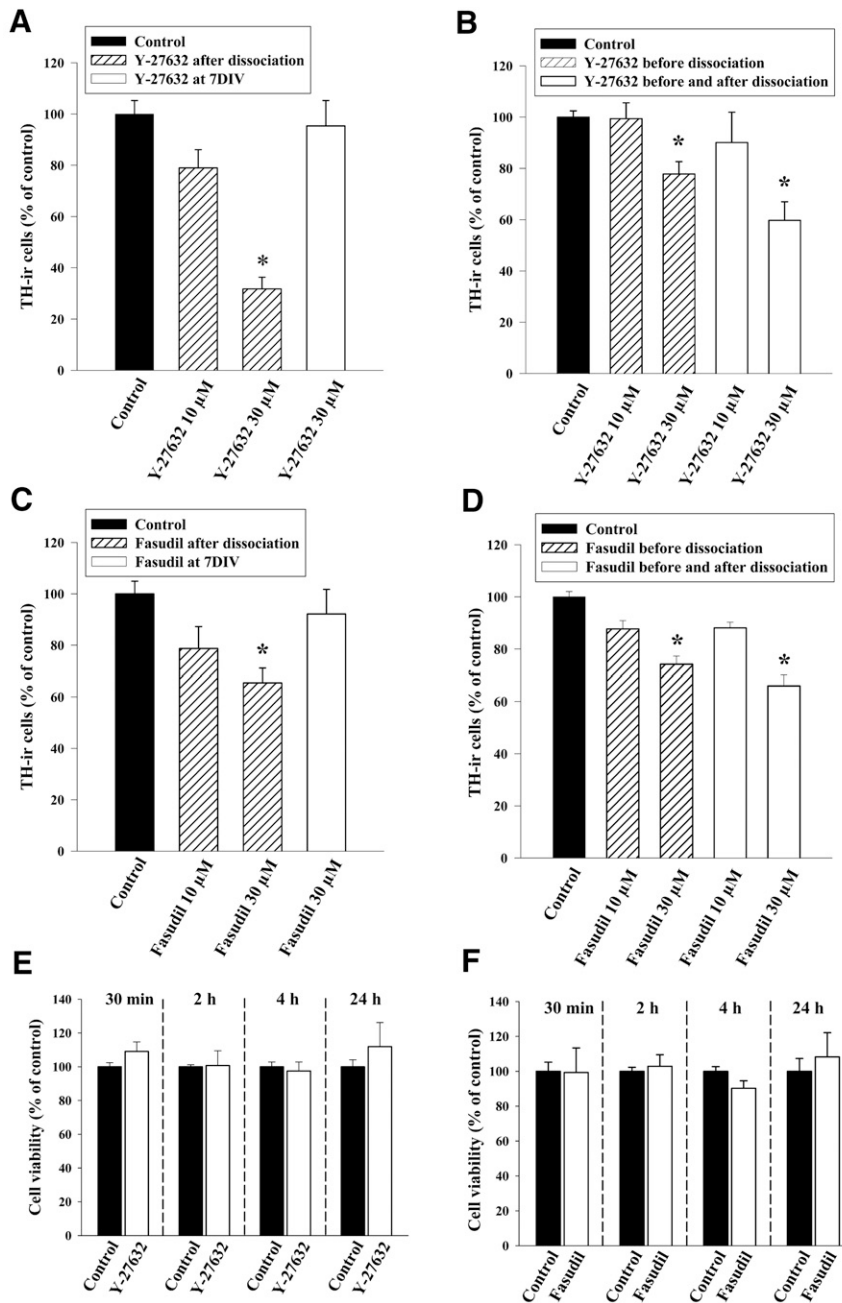 A
Control
Y-27632 after dissociation
Y-27632 at 7DIV
TH-ir cells (% of control)
120
100
80
60
40
20
0
*
Control
Y-27632 10 µM
Y-27632 30 µM
Y-27632 30 µM
B
Control
Y-27632 before dissociation
Y-27632 before and after dissociation
TH-ir cells (% of control)
120
100
80
60
40
20
0
*
*
Control
Y-27632 10 µM
Y-27632 30 µM
Y-27632 10 µM
Y-27632 30 µM
C
Control
Fasudil after dissociation
Fasudil at 7DIV
TH-ir cells (% of control)
120
100
80
60
40
20
0
*
Control
Fasudil 10 µM
Fasudil 30 µM
Fasudil 30 µM
D
Control
Fasudil before dissociation
Fasudil before and after dissociation
TH-ir cells (% of control)
120
100
80
60
40
20
0
*
*
Control
Fasudil 10 µM
Fasudil 30 µM
Fasudil 10 µM
Fasudil 30 µM
E
Cell viability (% of control)
140
120
100
80
60
40
20
0
30 min
2 h
4 h
24 h
Control
Y-27632
Control
Y-27632
Control
Y-27632
Control
Y-27632
F
Cell viability (% of control)
140
120
100
80
60
40
20
0
30 min
2 h
4 h
24 h
Control
Fasudil
Control
Fasudil
Control
Fasudil
Control
Fasudil